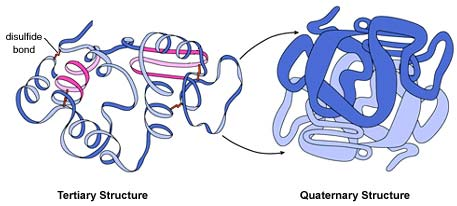 disulfide
bond
Tertiary Structure
Quaternary Structure